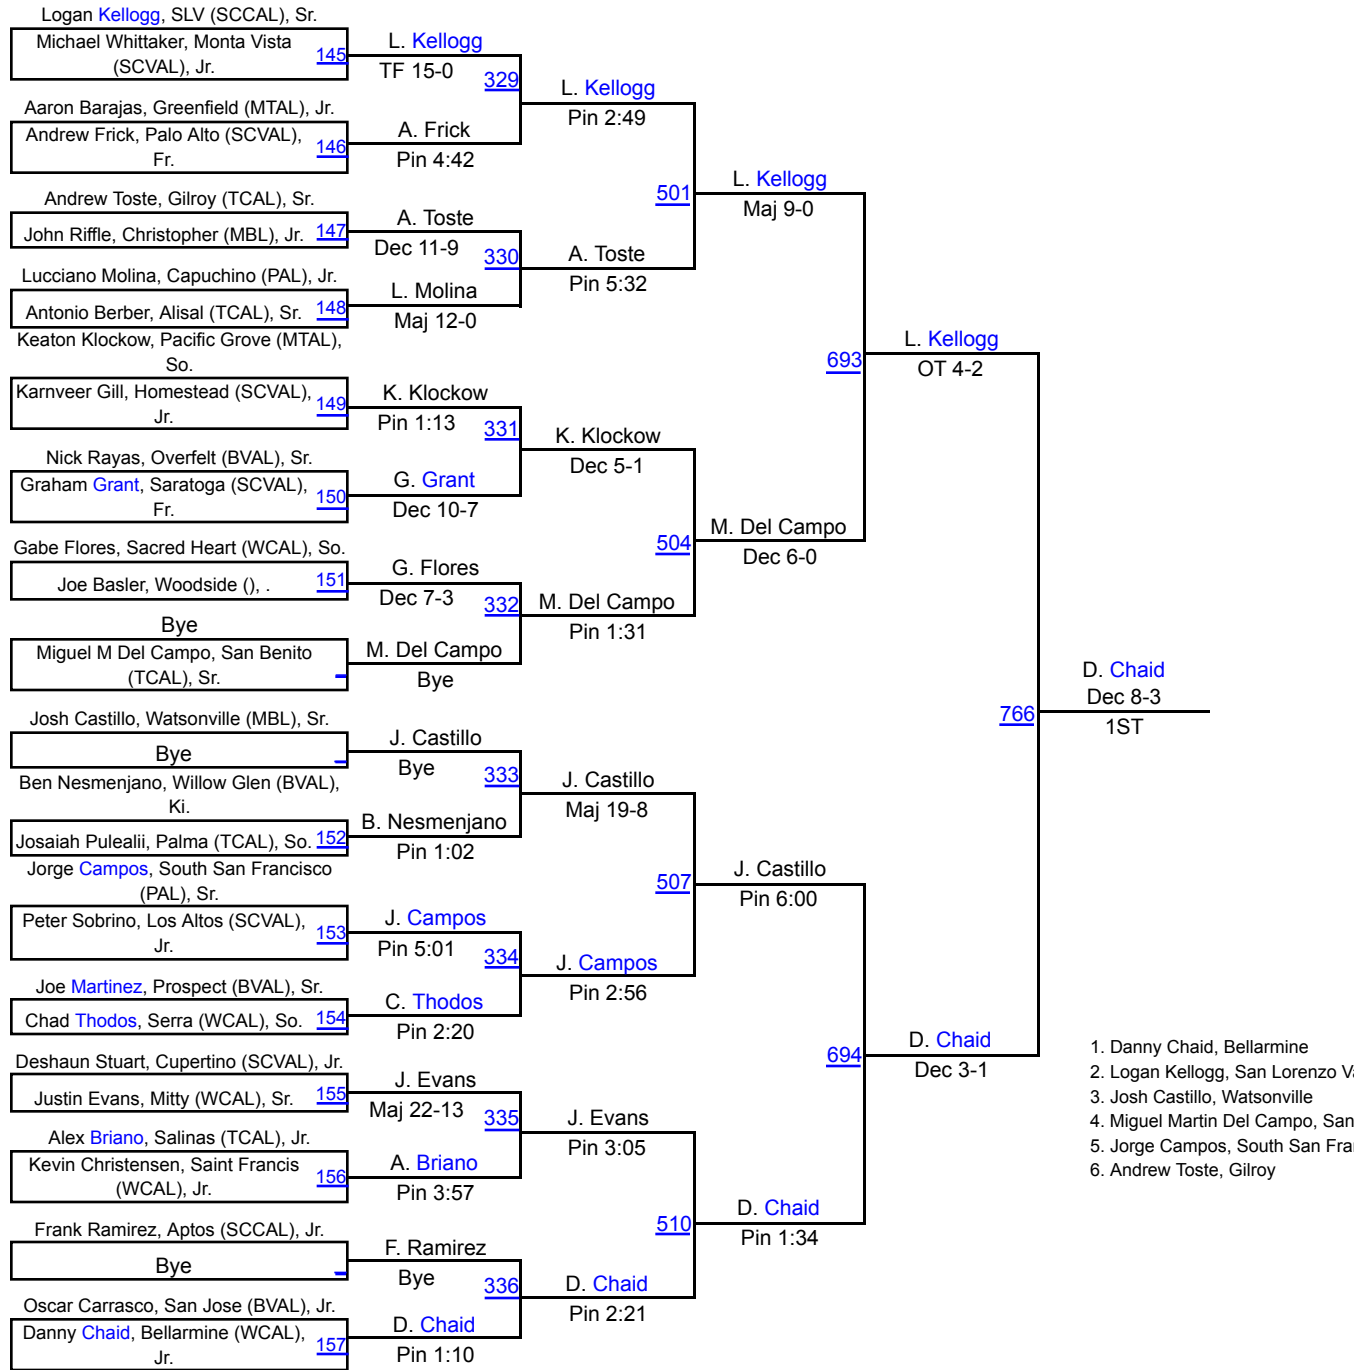 Logan Kellogg, SLV (SCCAL), Sr.
Michael Whittaker, Monta Vista
(SCVAL), Jr.
145
L. Kellogg
TF 15-0
329
Aaron Barajas, Greenfield (MTAL), Jr.
Andrew Frick, Palo Alto (SCVAL),
Fr.
146
A. Frick
Pin 4:42
L. Kellogg
Pin 2:49
501
Andrew Toste, Gilroy (TCAL), Sr.
John Riffle, Christopher (MBL), Jr.
147
A. Toste
Dec 11-9
330
Lucciano Molina, Capuchino (PAL), Jr.
Antonio Berber, Alisal (TCAL), Sr.
148
L. Molina
Maj 12-0
A. Toste
Pin 5:32
L. Kellogg
Maj 9-0
693
Keaton Klockow, Pacific Grove (MTAL),
So.
Karnveer Gill, Homestead (SCVAL),
Jr.
149
K. Klockow
Pin 1:13
331
Nick Rayas, Overfelt (BVAL), Sr.
Graham Grant, Saratoga (SCVAL),
Fr.
150
G. Grant
Dec 10-7
K. Klockow
Dec 5-1
504
Gabe Flores, Sacred Heart (WCAL), So.
Joe Basler, Woodside (), .
151
G. Flores
Dec 7-3
332
Bye
Miguel M Del Campo, San Benito
(TCAL), Sr.
M. Del Campo
Bye
M. Del Campo
Pin 1:31
M. Del Campo
Dec 6-0
L. Kellogg
OT 4-2
766
Josh Castillo, Watsonville (MBL), Sr.
Bye
J. Castillo
Bye
333
Ben Nesmenjano, Willow Glen (BVAL),
Ki.
Josaiah Pulealii, Palma (TCAL), So.
152
B. Nesmenjano
Pin 1:02
J. Castillo
Maj 19-8
507
Jorge Campos, South San Francisco
(PAL), Sr.
Peter Sobrino, Los Altos (SCVAL),
Jr.
153
J. Campos
Pin 5:01
334
Joe Martinez, Prospect (BVAL), Sr.
Chad Thodos, Serra (WCAL), So.
154
C. Thodos
Pin 2:20
J. Campos
Pin 2:56
J. Castillo
Pin 6:00
694
Deshaun Stuart, Cupertino (SCVAL), Jr.
Justin Evans, Mitty (WCAL), Sr.
155
J. Evans
Maj 22-13
335
Alex Briano, Salinas (TCAL), Jr.
Kevin Christensen, Saint Francis
(WCAL), Jr.
156
A. Briano
Pin 3:57
J. Evans
Pin 3:05
510
Frank Ramirez, Aptos (SCCAL), Jr.
Bye
F. Ramirez
Bye
336
Oscar Carrasco, San Jose (BVAL), Jr.
Danny Chaid, Bellarmine (WCAL),
Jr.
157
D. Chaid
Pin 1:10
D. Chaid
Pin 2:21
D. Chaid
Pin 1:34
D. Chaid
Dec 3-1
D. Chaid
Dec 8-3
1ST
1. Danny Chaid, Bellarmine
2. Logan Kellogg, San Lorenzo
3. Josh Castillo, Watsonville
4. Miguel Martin Del Campo, San
5. Jorge Campos, South San
6. Andrew Toste, Gilroy